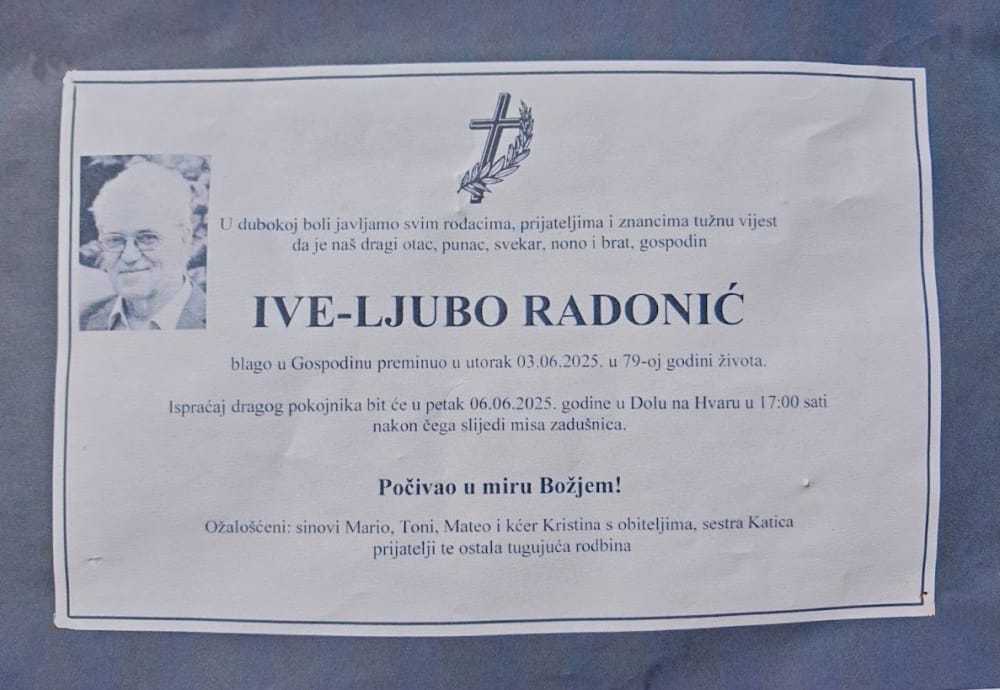 U dubokoj boli javljamo svim rođacima, prijateljima i znancima tužnu vijest
da je naš dragi otac, punac, svekar, nono i brat, gospodin
IVE-LJUBO RADONIĆ
blago u Gospodinu preminuo u utorak 03.06.2025. u 79-oj godini života.
Ispraćaj dragog pokojnika bit će u petak 06.06.2025. godine u Dolu na Hvaru u 17:00 sati
nakon čega slijedi misa zadušnica.
Počivao u miru Božjem!
Ožalošćeni: sinovi Mario, Toni, Mateo i kćer Kristina s obiteljima, sestra Katica
prijatelji te ostala tugujuća rodbina